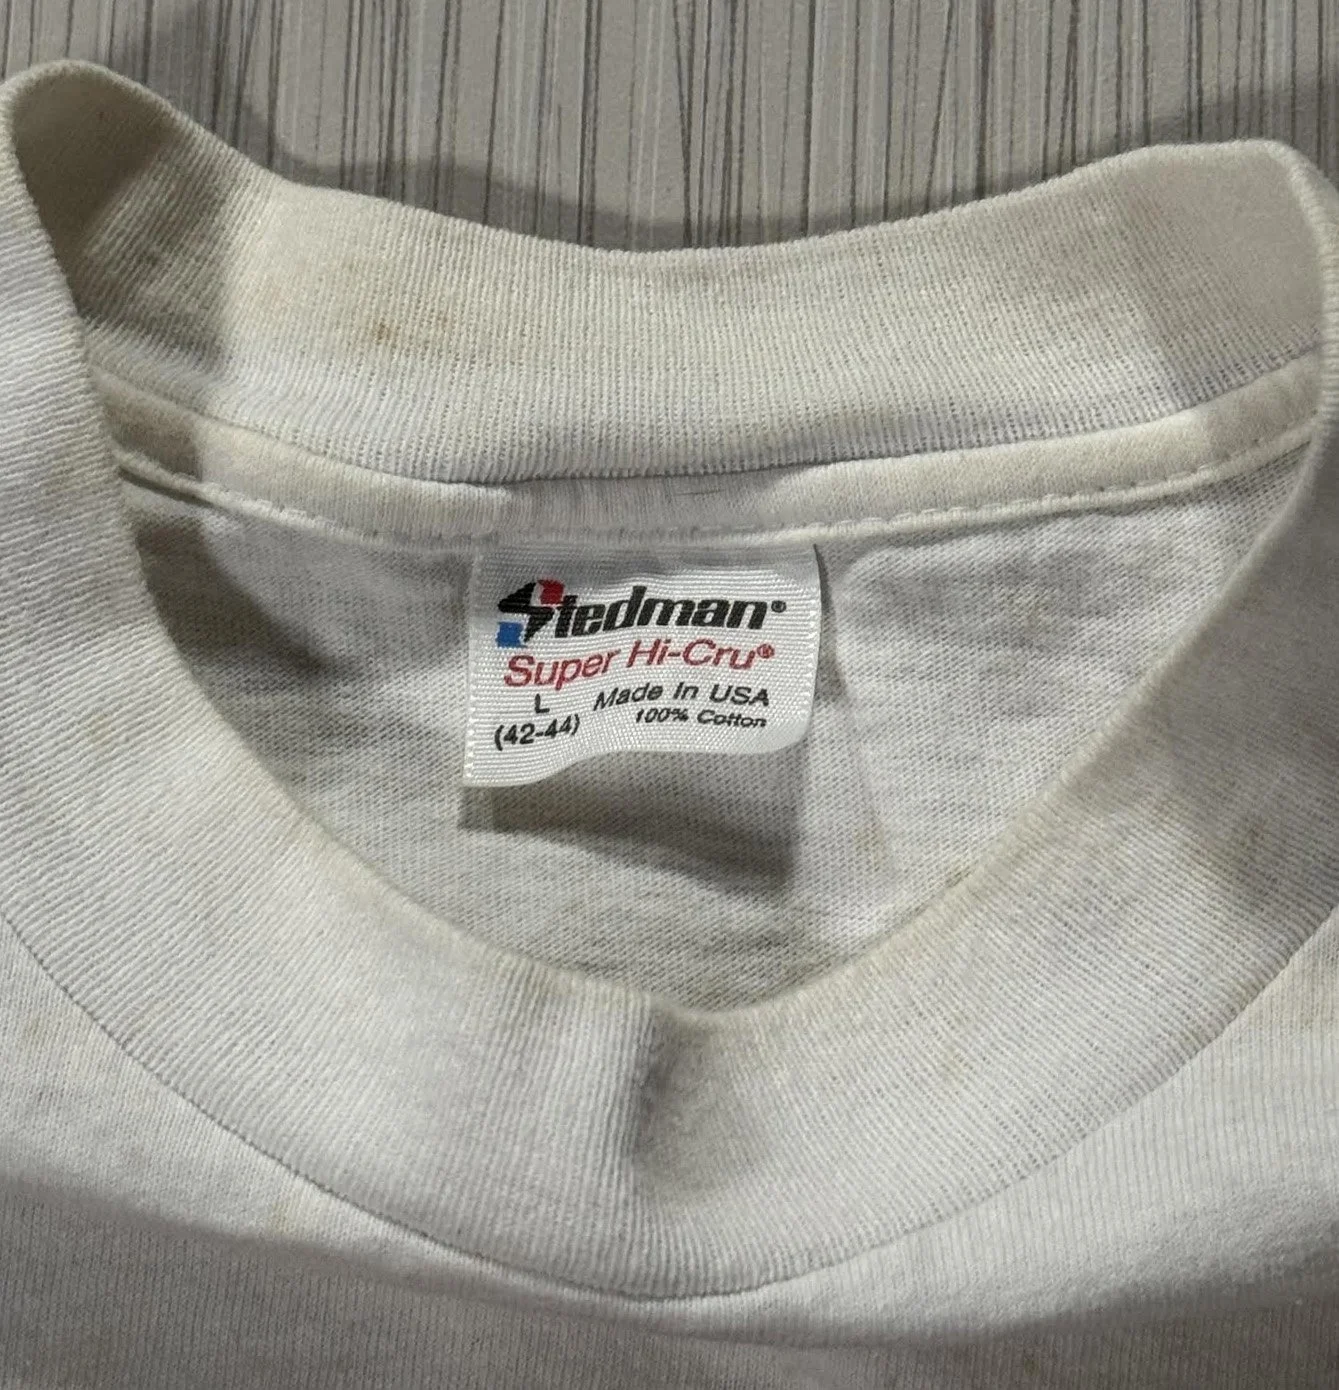 Stedman®
Super Hi-Cru®
L Made In USA
(42-44) 100% Cotton